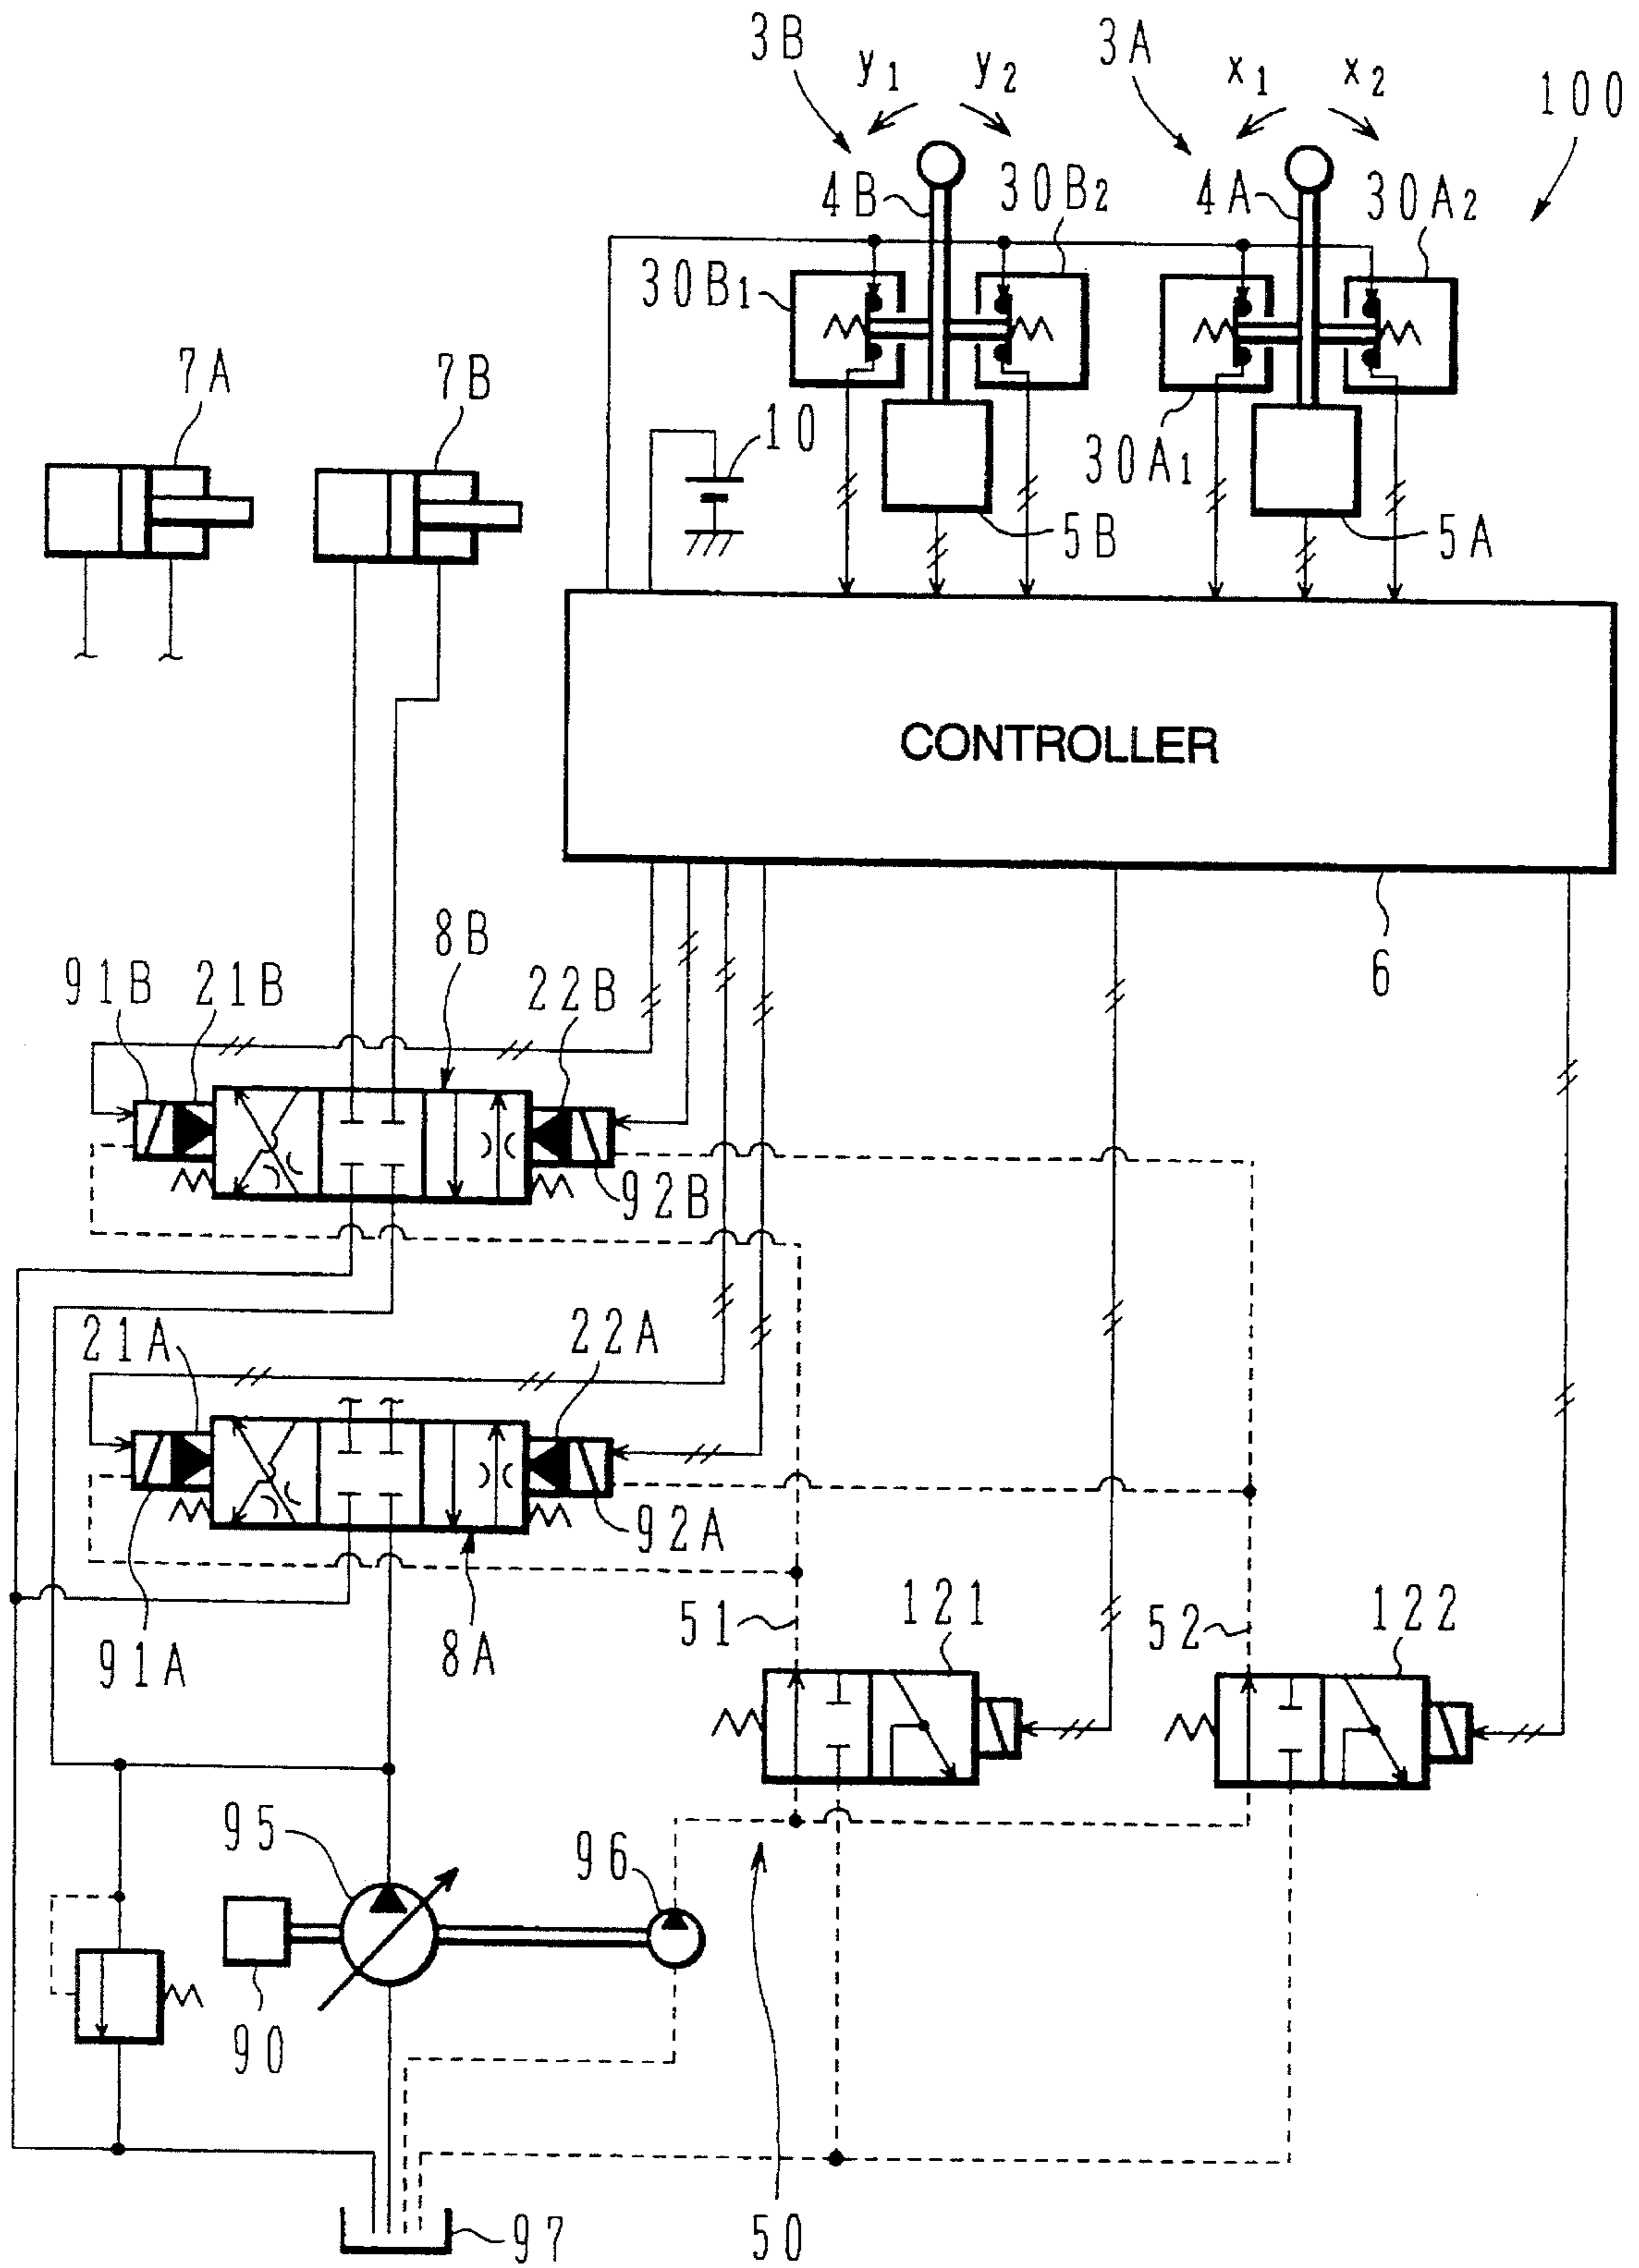 3B
y1
y2
3A
x1
x2
100
4B
30B2
4A
30A2
30B1
7A
7B
10
30A1
5B
5A
CONTROLLER
8B
6
91B
21B
22B
92B
21A
22A
92A
91A
8A
51
121
52
122
95
96
90
97
50